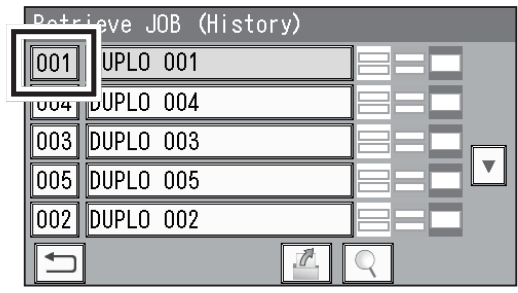 Retrieve JOB (History)
001 DUPLO 001
004 DUPLO 004
003 DUPLO 003
005 DUPLO 005
002 DUPLO 002